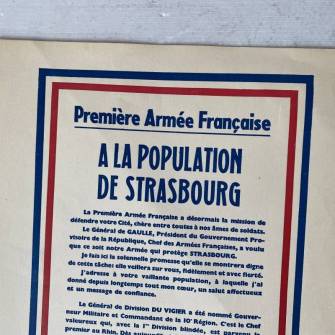 Première Armée Française
A LA POPULATION
DE STRASBOURG
La Première Armée Française a désormais la mission de
défendre votre Cité, chère entre toutes à nos âmes de soldats.
Le Général de GAULLE, Président du Gouvernement Pro-
visoire de la République, Chef des Armées Françaises, a voulu
que ce soit notre Armée qui protège STRASBOURG.
Je fais ici la solennelle promesse qu'elle se montrera digne
de cette tâche: elle veillera sur vous, fidèlement et avec fierté.
J'adresse à votre vaillante population, à laquelle j'ai
donné depuis longtemps tout mon cœur, un salut affectueux
et un message de confiance.
Le Général de Division DU VIGIER a été nommé Gouver-
neur Militaire et Commandant de la 10e Région. C'est le Chef
valeureux qui, avec la 1re Division blindée, est parvenu le
premier au Rhin. Dès